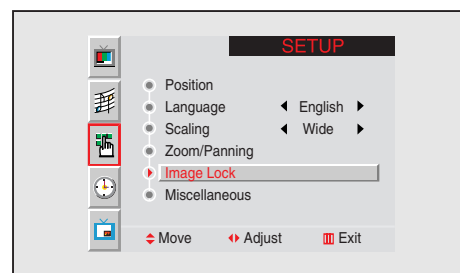 SETUP
Position
Language English
Scaling Wide
Zoom/Panning
Image Lock
Miscellaneous
Move Adjust Exit